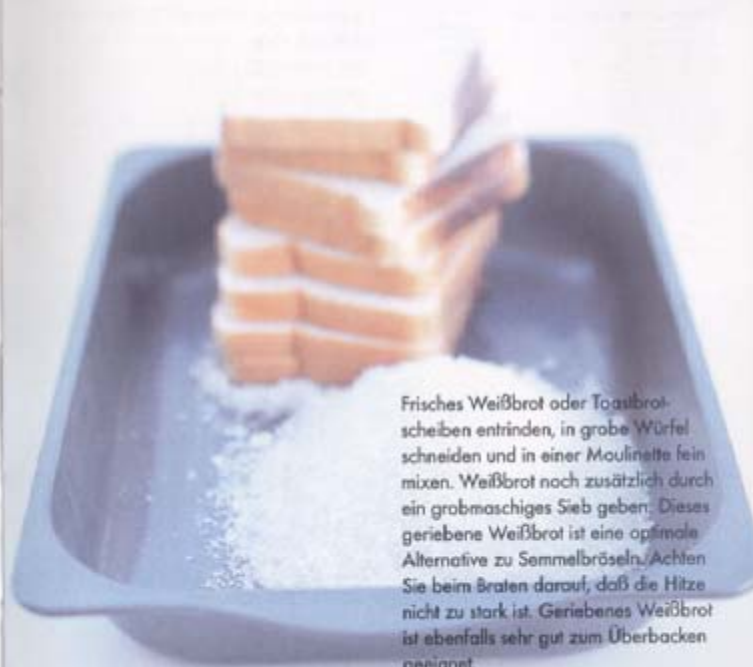 Frisches Weißbrot oder Toastbrot-
scheiben entrinden, in grobe Würfel
schneiden und in einer Moulinette fein
mixen. Weißbrot noch zusätzlich durch
ein grobmaschiges Sieb geben. Dieses
geriebene Weißbrot ist eine optimale
Alternative zu Semmelbröseln. Achten
Sie beim Braten darauf, daß die Hitze
nicht zu stark ist. Geriebenes Weißbrot
ist ebenfalls sehr gut zum Überbacken
geeignet.